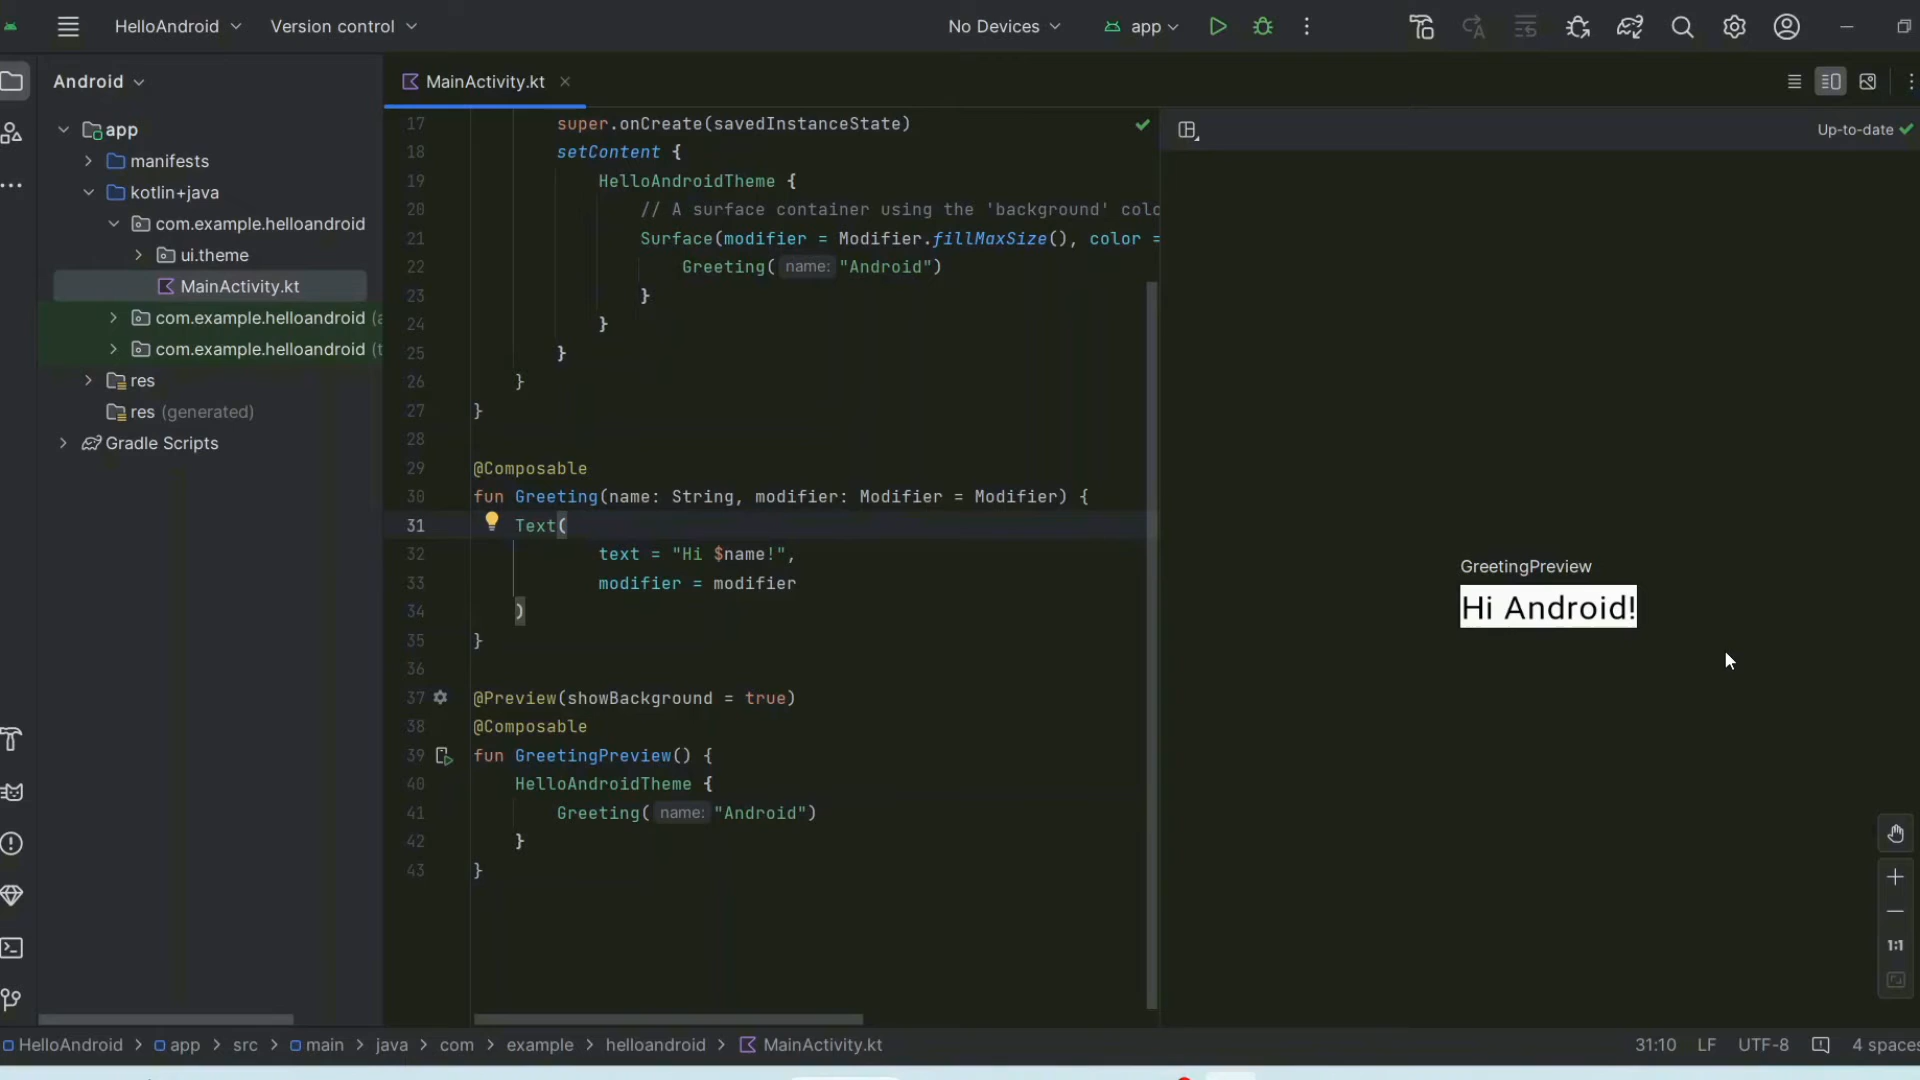 HelloAndroid Version control No Devices app
Android
app
manifests
kotlin+java
com.example.helloandroid
ui.theme
MainActivity.kt
com.example.helloandroid (a
com.example.helloandroid (t
res
res (generated)
Gradle Scripts
MainActivity.kt
17 super.onCreate(savedInstanceState)
18 setContent {
19 HelloAndroidTheme {
20 // A surface container using the 'background' colo
21 Surface(modifier = Modifier.fillMaxSize(), color =
22 Greeting( name: "Android")
23 }
24 }
25 }
26 }
27 }
28
29 @Composable
30 fun Greeting(name: String, modifier: Modifier = Modifier) {
31 Text(
32 text = "Hi $name!",
33 modifier = modifier
34 )
35 }
36
37 @Preview(showBackground = true)
38 @Composable
39 fun GreetingPreview() {
40 HelloAndroidTheme {
41 Greeting( name: "Android")
42 }
43 }
Up-to-date
GreetingPreview
Hi Android!
1:1
HelloAndroid > app > src > main > java > com > example > helloandroid > MainActivity.kt 31:10 LF UTF-8 4 spaces